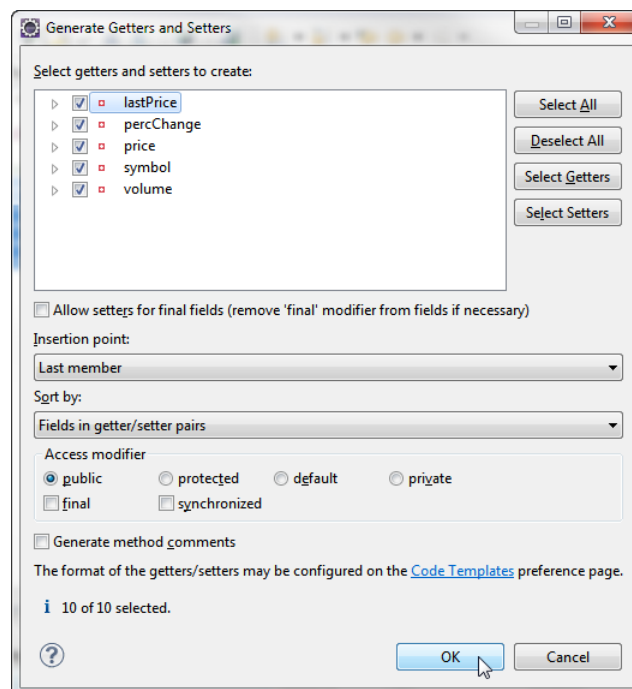 Generate Getters and Setters
Select getters and setters to create:
lastPrice
percChange
price
symbol
volume
Select All
Deselect All
Select Getters
Select Setters
Allow setters for final fields (remove 'final' modifier from fields if necessary)
Insertion point:
Last member
Sort by:
Fields in getter/setter pairs
Access modifier
public protected default private
final synchronized
Generate method comments
The format of the getters/setters may be configured on the Code Templates preference page.
i 10 of 10 selected.
? OK Cancel